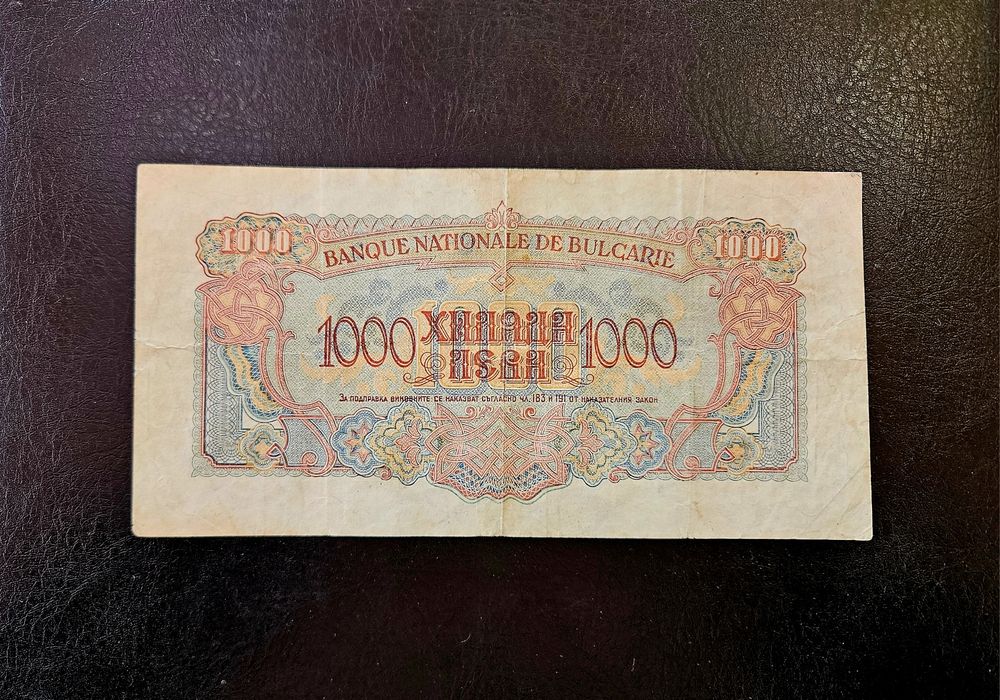 1000 1000
BANQUE NATIONALE DE BULGARIE
1000 ХИЛЯДИ 1000
ЛЕВА
ЗА ПОДПРАВКА ВИНОВНИТЕ СЕ НАКАЗВАТ СЪГЛАСНО ЧЛ. 183 И 191 ОТ НАКАЗАТЕЛНИЯ ЗАКОН